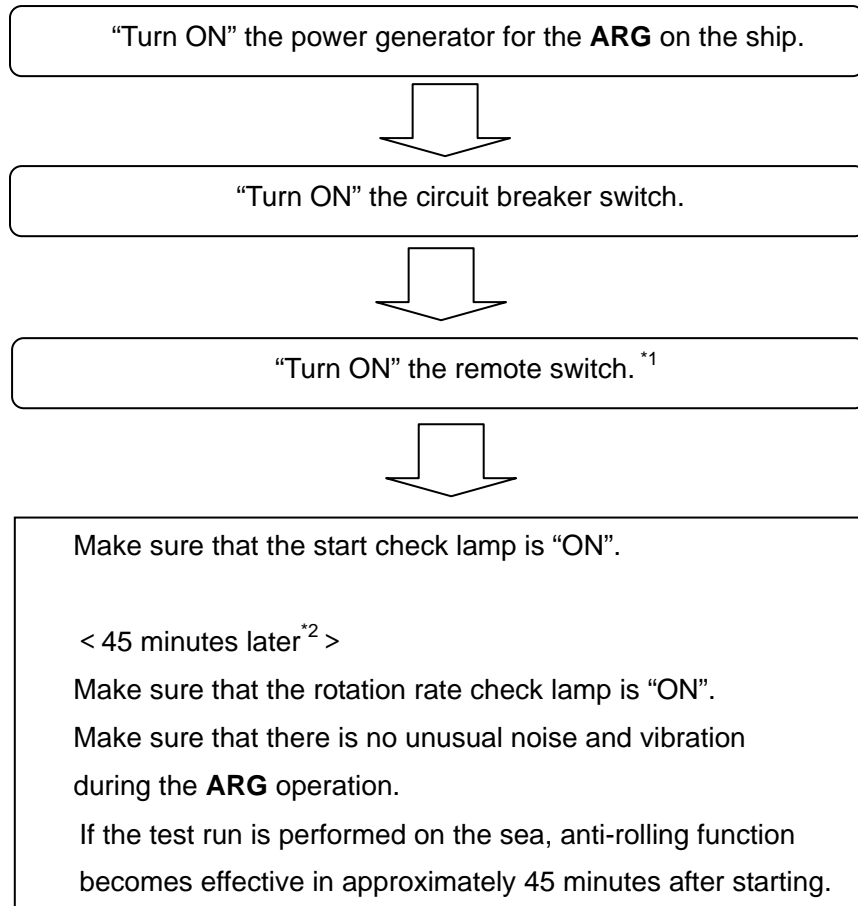 “Turn ON” the power generator for the ARG on the ship.
“Turn ON” the circuit breaker switch.
“Turn ON” the remote switch. *1
Make sure that the start check lamp is “ON”.
< 45 minutes later*2 >
Make sure that the rotation rate check lamp is “ON”.
Make sure that there is no unusual noise and vibration
during the ARG operation.
If the test run is performed on the sea, anti-rolling function
becomes effective in approximately 45 minutes after starting.